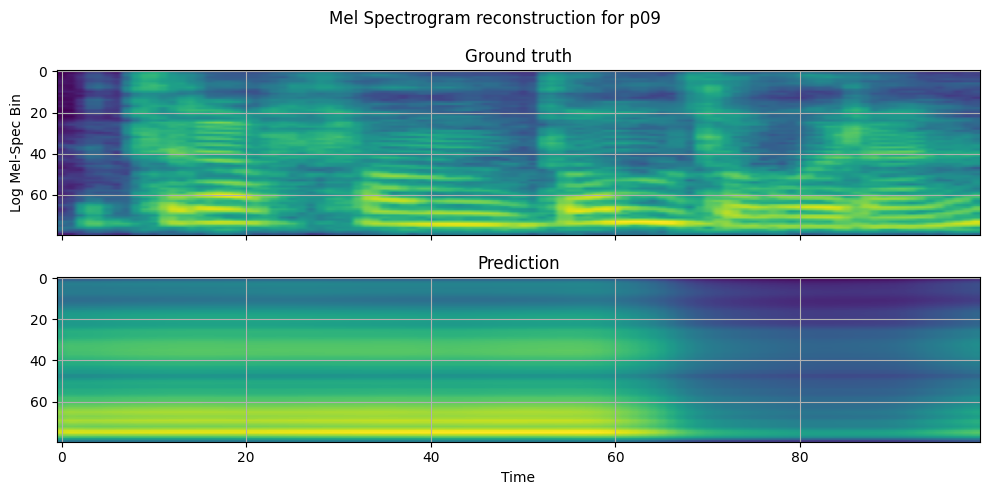 Mel Spectrogram reconstruction for p09
Ground truth
Log Mel-Spec Bin
0
20
40
60
Prediction
0
20
40
60
0 20 40 60 80
Time